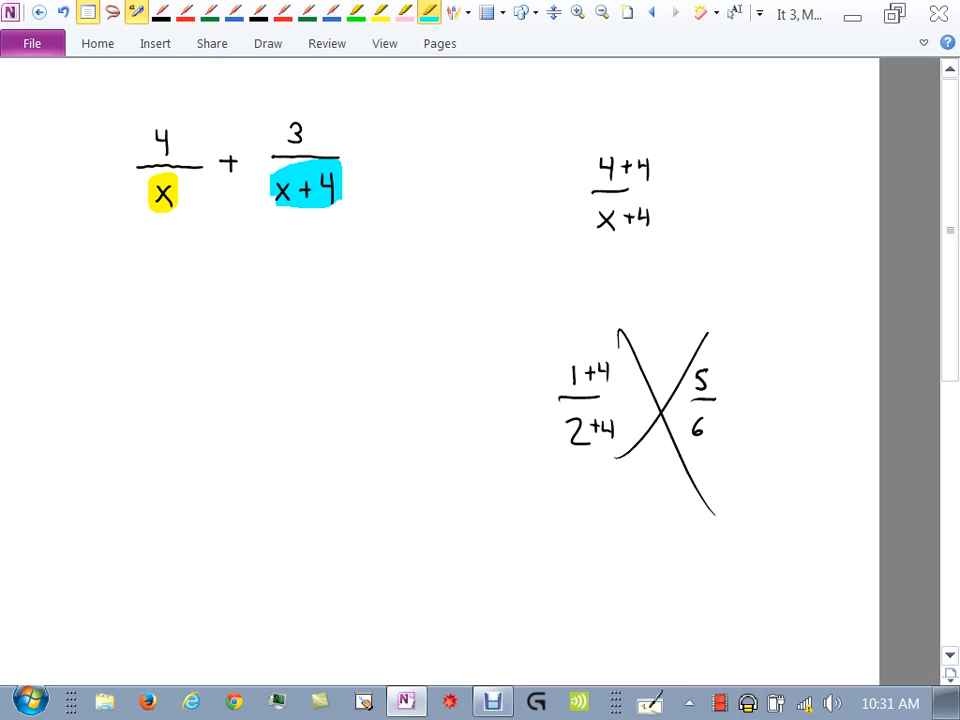 It 3, M...
File Home Insert Share Draw Review View Pages
4/x + 3/(x + 4)
4+4
x+4
1+4
2+4
5
6
10:31 AM